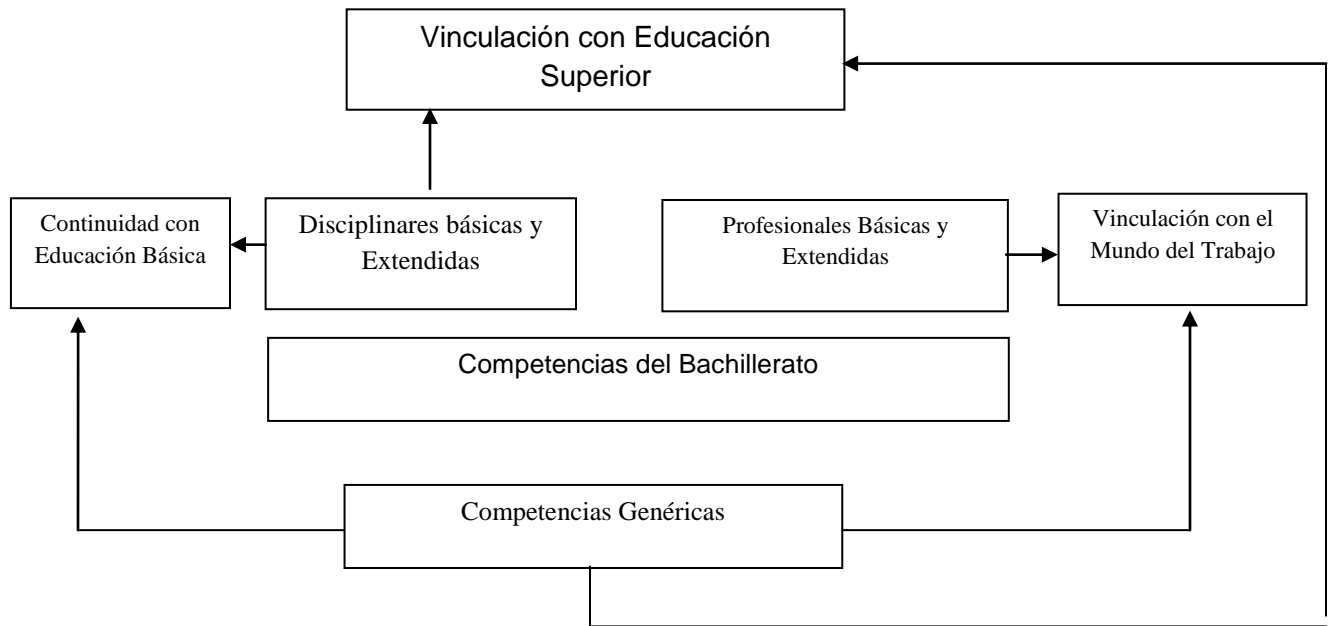 Vinculación con Educación
Superior
Continuidad con
Educación Básica
Disciplinares básicas y
Extendidas
Profesionales Básicas y
Extendidas
Vinculación con el
Mundo del Trabajo
Competencias del Bachillerato
Competencias Genéricas